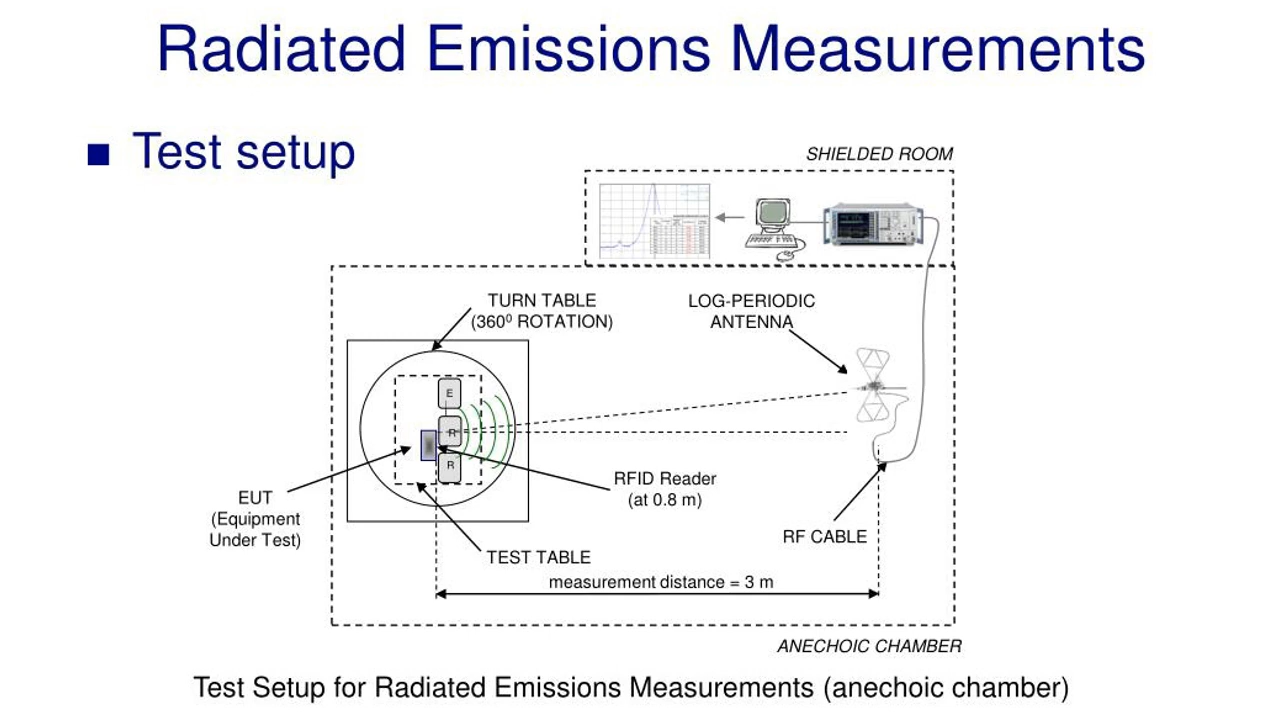 Radiated Emissions Measurements
■ Test setup
SHIELDED ROOM
TURN TABLE
(360⁰ ROTATION)
LOG-PERIODIC
ANTENNA
E
R
R
RFID Reader
(at 0.8 m)
EUT
(Equipment
Under Test)
RF CABLE
TEST TABLE
measurement distance = 3 m
ANECHOIC CHAMBER
Test Setup for Radiated Emissions Measurements (anechoic chamber)